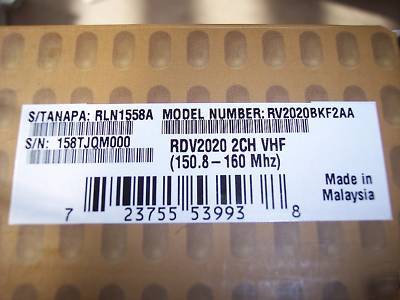 S/TANAPA: RLN1558A MODEL NUMBER: RV2020BKF2AA
S/N: 158TJQM000 RDV2020 2CH VHF
(150.8–160 Mhz)
Made in
Malaysia
7 23755 53993 8